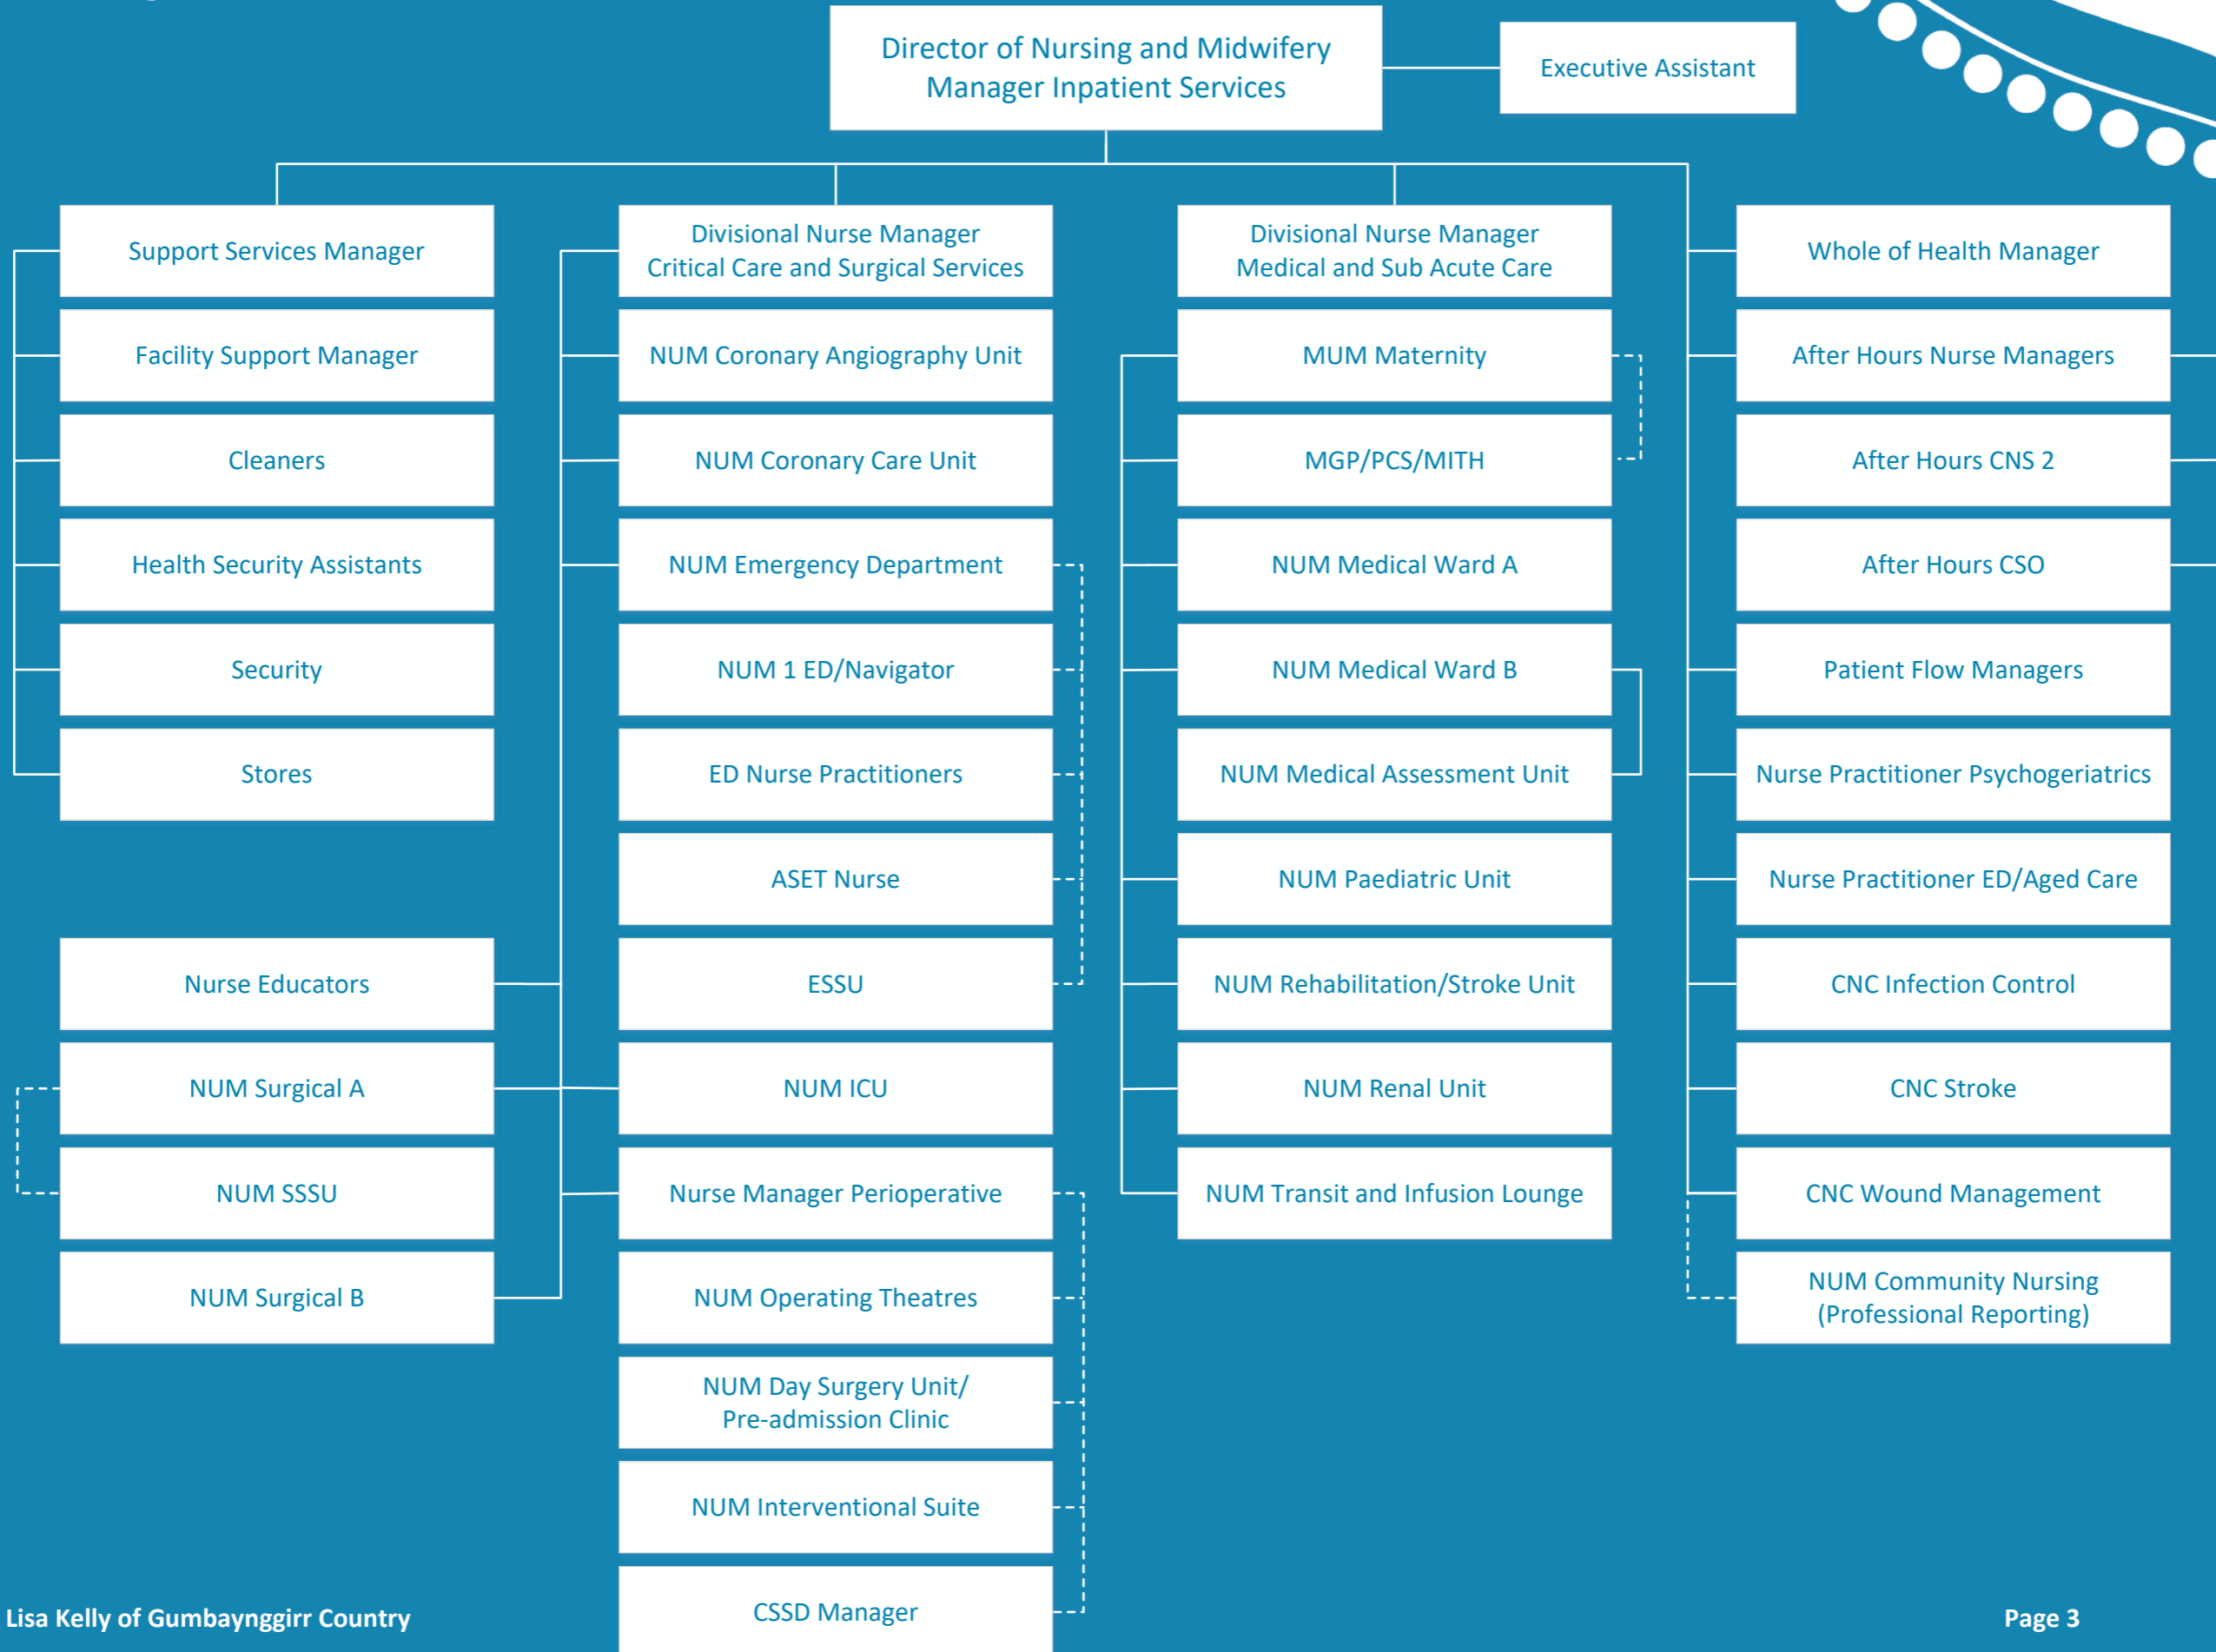 Director of Nursing and Midwifery
Manager Inpatient Services
Executive Assistant
Support Services Manager
Facility Support Manager
Cleaners
Health Security Assistants
Security
Stores
Nurse Educators
NUM Surgical A
NUM SSSU
NUM Surgical B
Divisional Nurse Manager
Critical Care and Surgical Services
NUM Coronary Angiography Unit
NUM Coronary Care Unit
NUM Emergency Department
NUM 1 ED/Navigator
ED Nurse Practitioners
ASET Nurse
ESSU
NUM ICU
Nurse Manager Perioperative
NUM Operating Theatres
NUM Day Surgery Unit/
Pre-admission Clinic
NUM Interventional Suite
CSSD Manager
Divisional Nurse Manager
Medical and Sub Acute Care
MUM Maternity
MGP/PCS/MITH
NUM Medical Ward A
NUM Medical Ward B
NUM Medical Assessment Unit
NUM Paediatric Unit
NUM Rehabilitation/Stroke Unit
NUM Renal Unit
NUM Transit and Infusion Lounge
Whole of Health Manager
After Hours Nurse Managers
After Hours CNS 2
After Hours CSO
Patient Flow Managers
Nurse Practitioner Psychogeriatrics
Nurse Practitioner ED/Aged Care
CNC Infection Control
CNC Stroke
CNC Wound Management
NUM Community Nursing
(Professional Reporting)
Lisa Kelly of Gumbaynggirr Country
Page 3